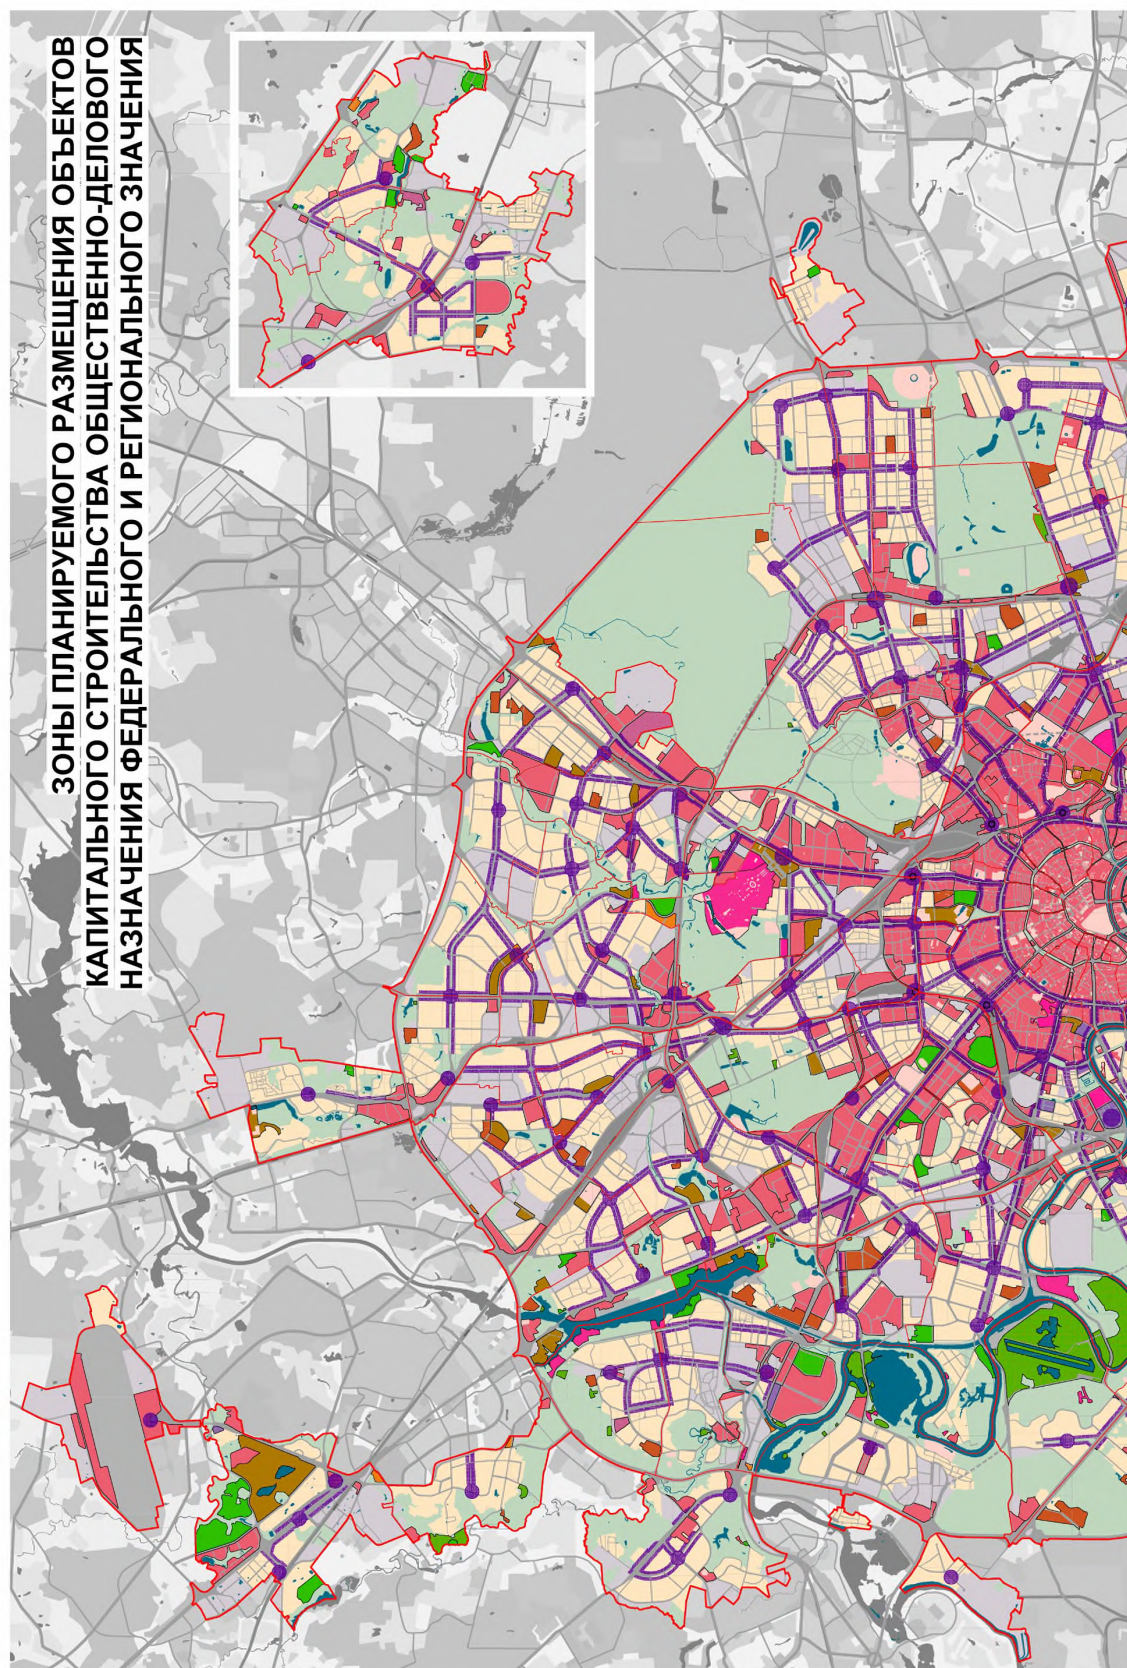 ЗОНЫ ПЛАНИРУЕМОГО РАЗМЕЩЕНИЯ ОБЪЕКТОВ
КАПИТАЛЬНОГО СТРОИТЕЛЬСТВА ОБЩЕСТВЕННО-ДЕЛОВОГО
НАЗНАЧЕНИЯ ФЕДЕРАЛЬНОГО И РЕГИОНАЛЬНОГО ЗНАЧЕНИЯ